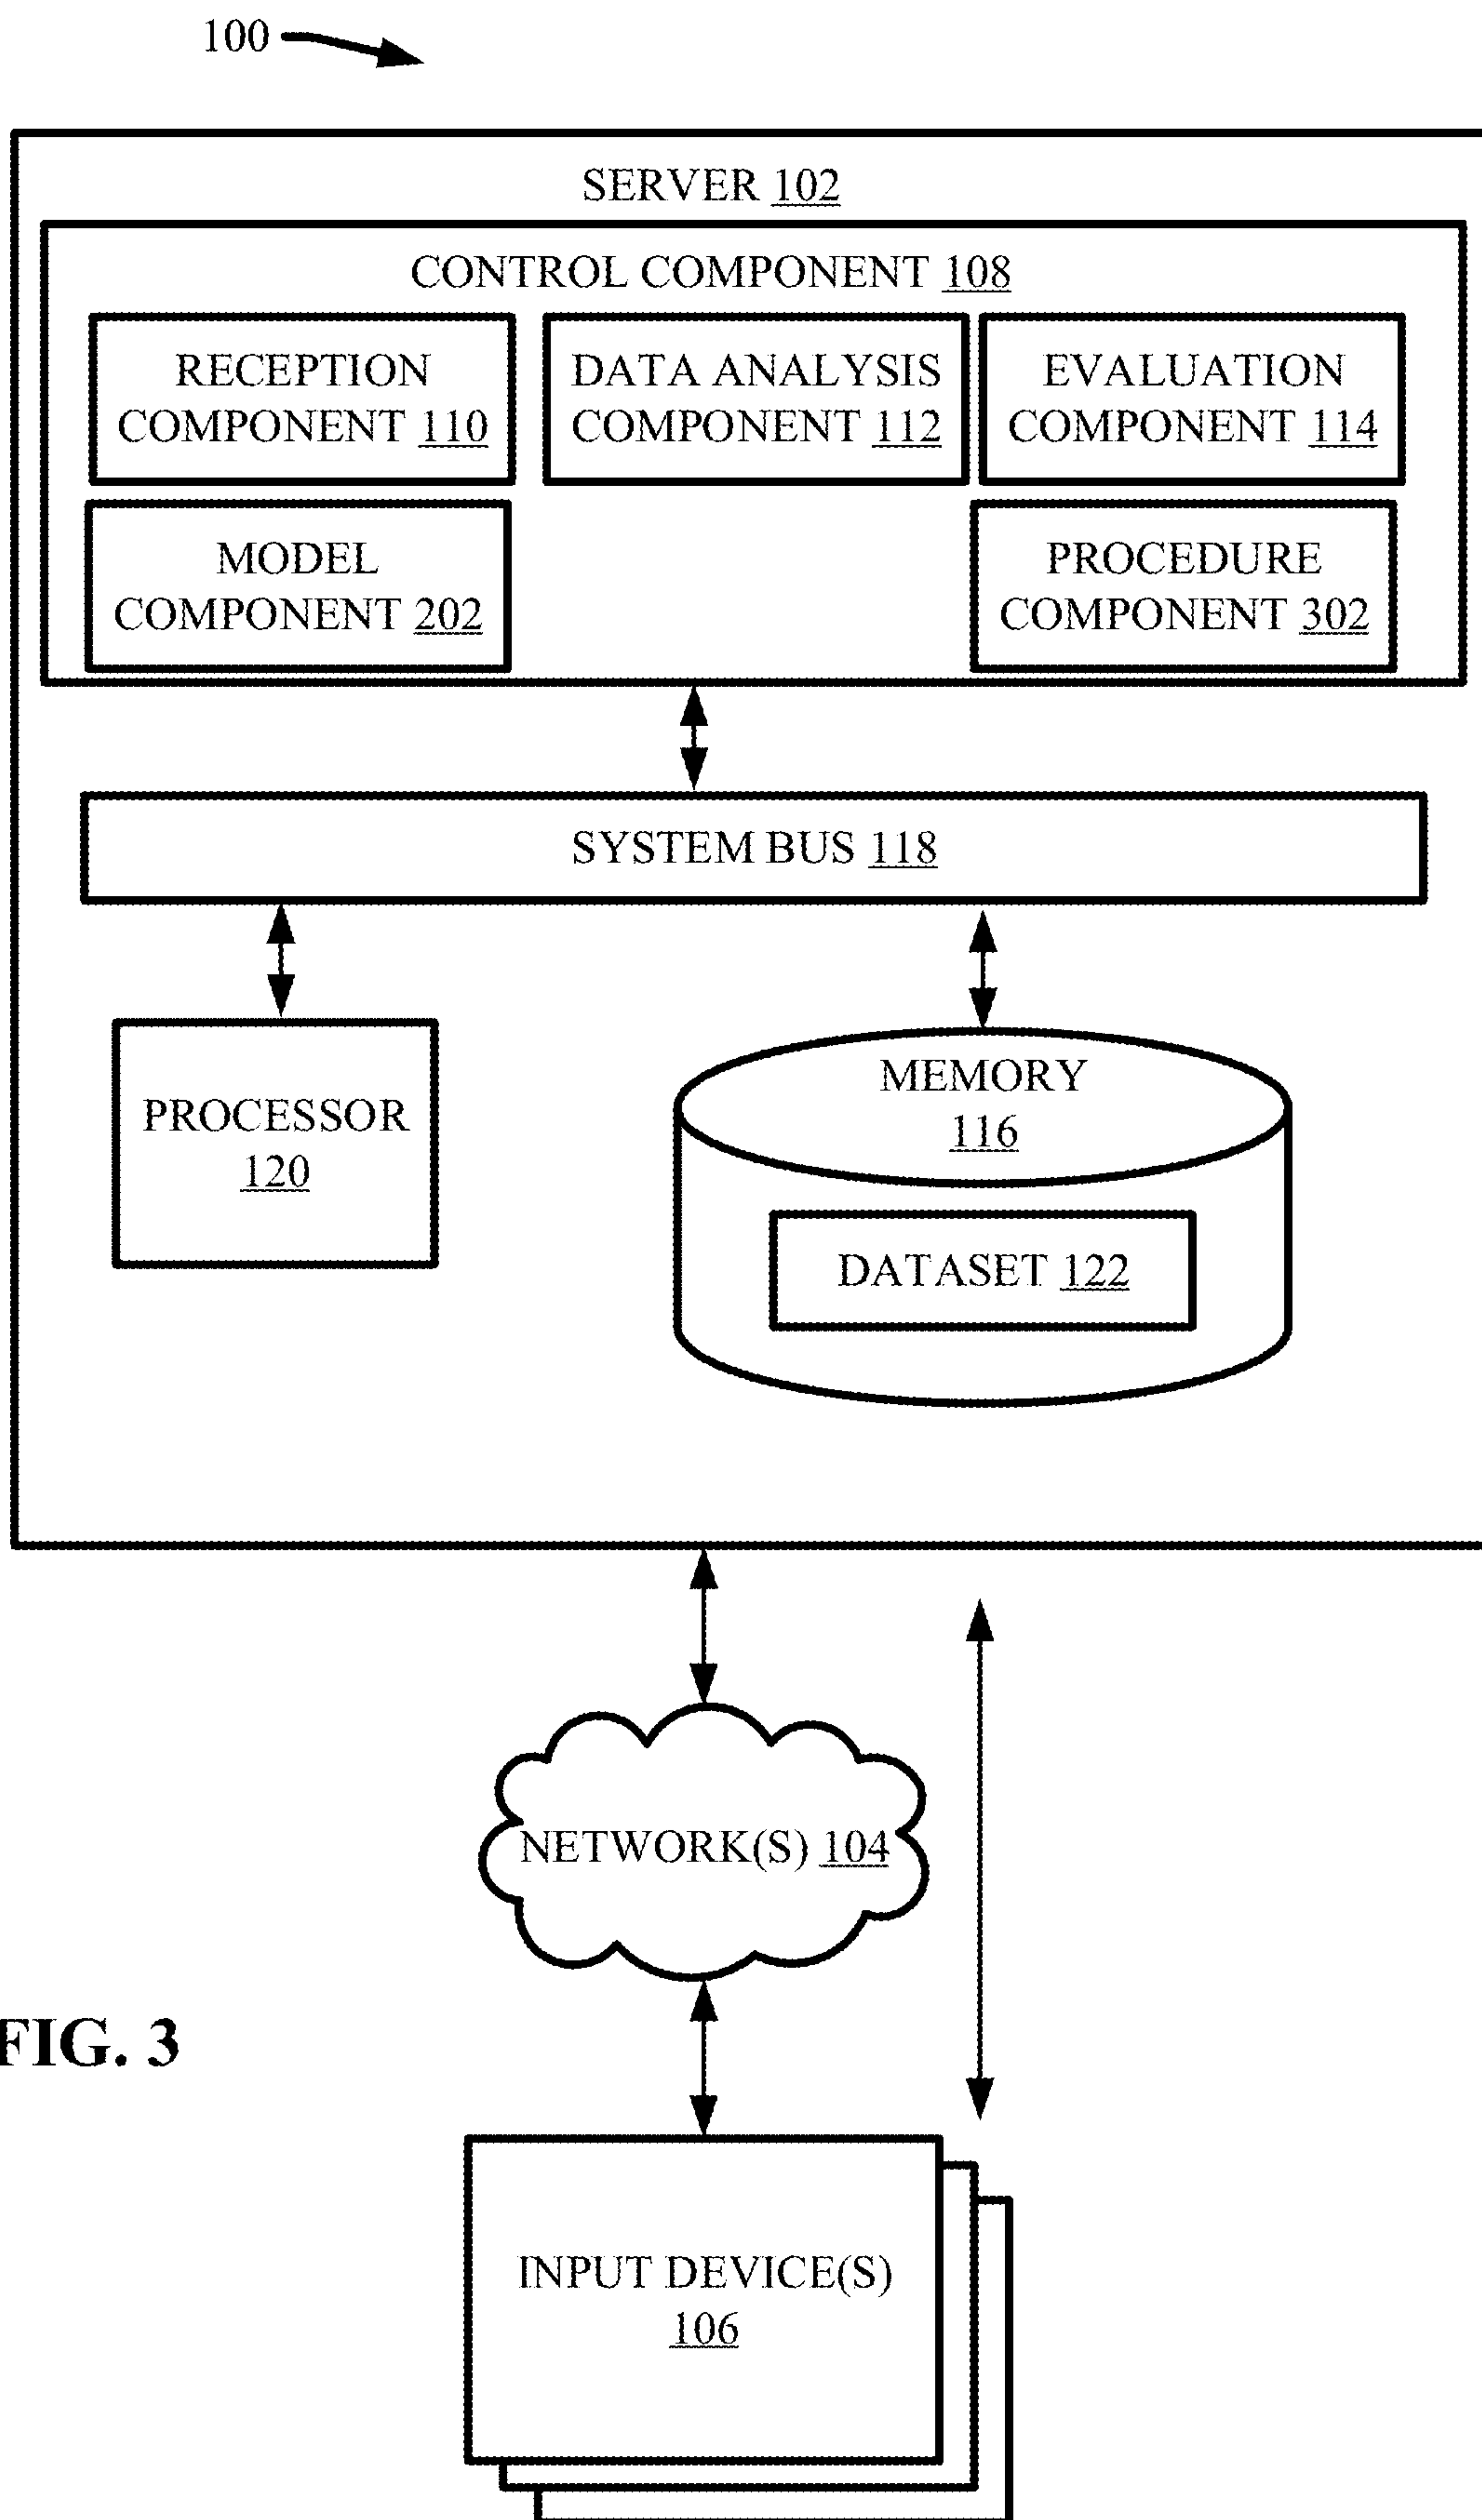 100
SERVER 102
CONTROL COMPONENT 108
RECEPTION
COMPONENT 110
DATA ANALYSIS
COMPONENT 112
EVALUATION
COMPONENT 114
MODEL
COMPONENT 202
PROCEDURE
COMPONENT 302
SYSTEM BUS 118
PROCESSOR
120
MEMORY
116
DATASET 122
NETWORK(S) 104
FIG. 3
INPUT DEVICE(S)
106